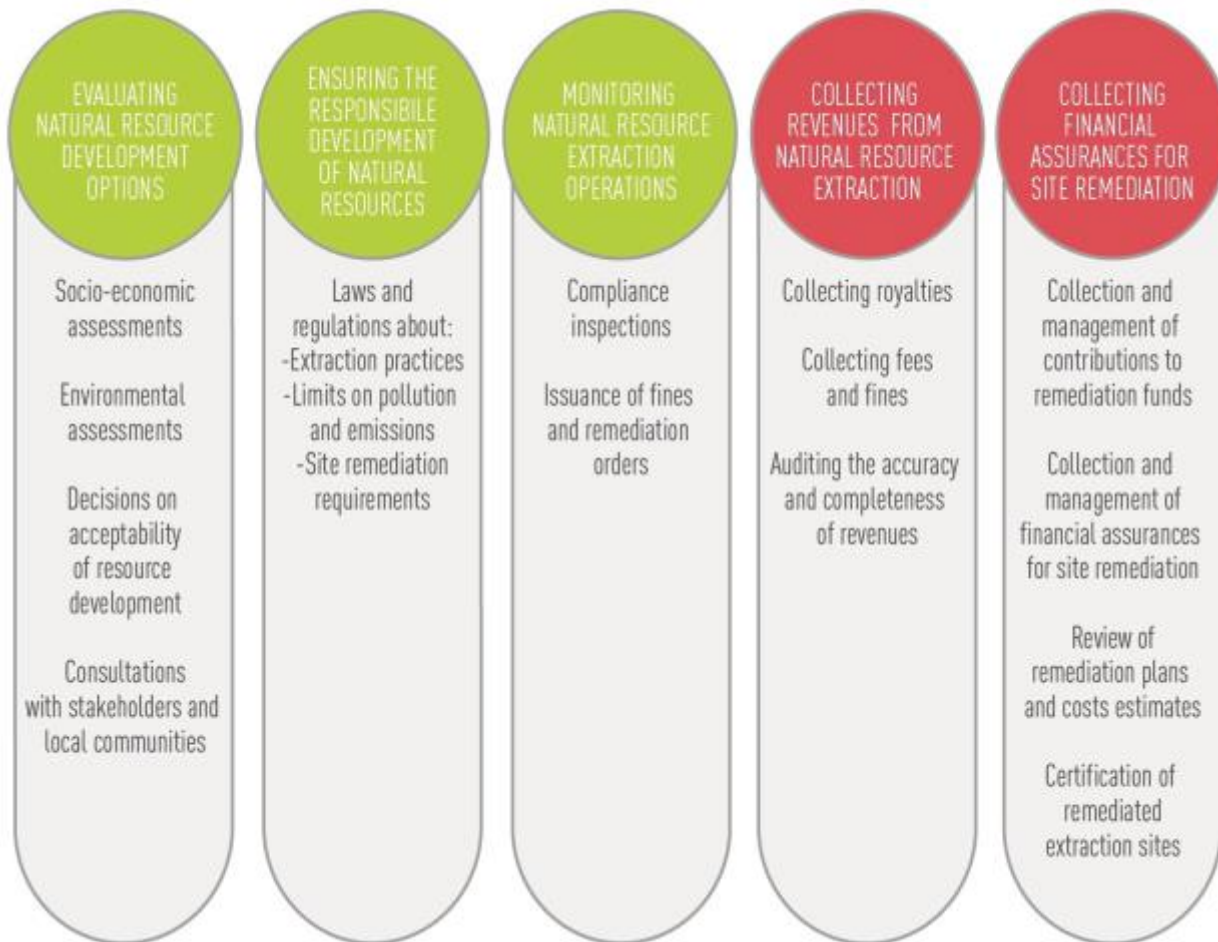 EVALUATING
NATURAL RESOURCE
DEVELOPMENT
OPTIONS
Socio-economic
assessments
Environmental
assessments
Decisions on
acceptability
of resource
development
Consultations
with stakeholders and
local communities
ENSURING THE
RESPONSIBILE
DEVELOPMENT
OF NATURAL
RESOURCES
Laws and
regulations about:
-Extraction practices
-Limits on pollution
and emissions
-Site remediation
requirements
MONITORING
NATURAL RESOURCE
EXTRACTION
OPERATIONS
Compliance
inspections
Issuance of fines
and remediation
orders
COLLECTING
REVENUES FROM
NATURAL RESOURCE
EXTRACTION
Collecting royalties
Collecting fees
and fines
Auditing the accuracy
and completeness
of revenues
COLLECTING
FINANCIAL
ASSURANCES FOR
SITE REMEDIATION
Collection and
management of
contributions to
remediation funds
Collection and
management of
financial assurances
for site remediation
Review of
remediation plans
and costs estimates
Certification of
remediated
extraction sites